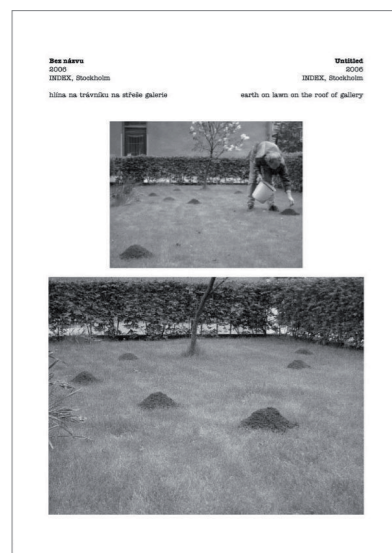 Bez názvu
2006
INDEX, Stockholm
hlína na trávníku na střeše galerie
Untitled
2006
INDEX, Stockholm
earth on lawn on the roof of gallery